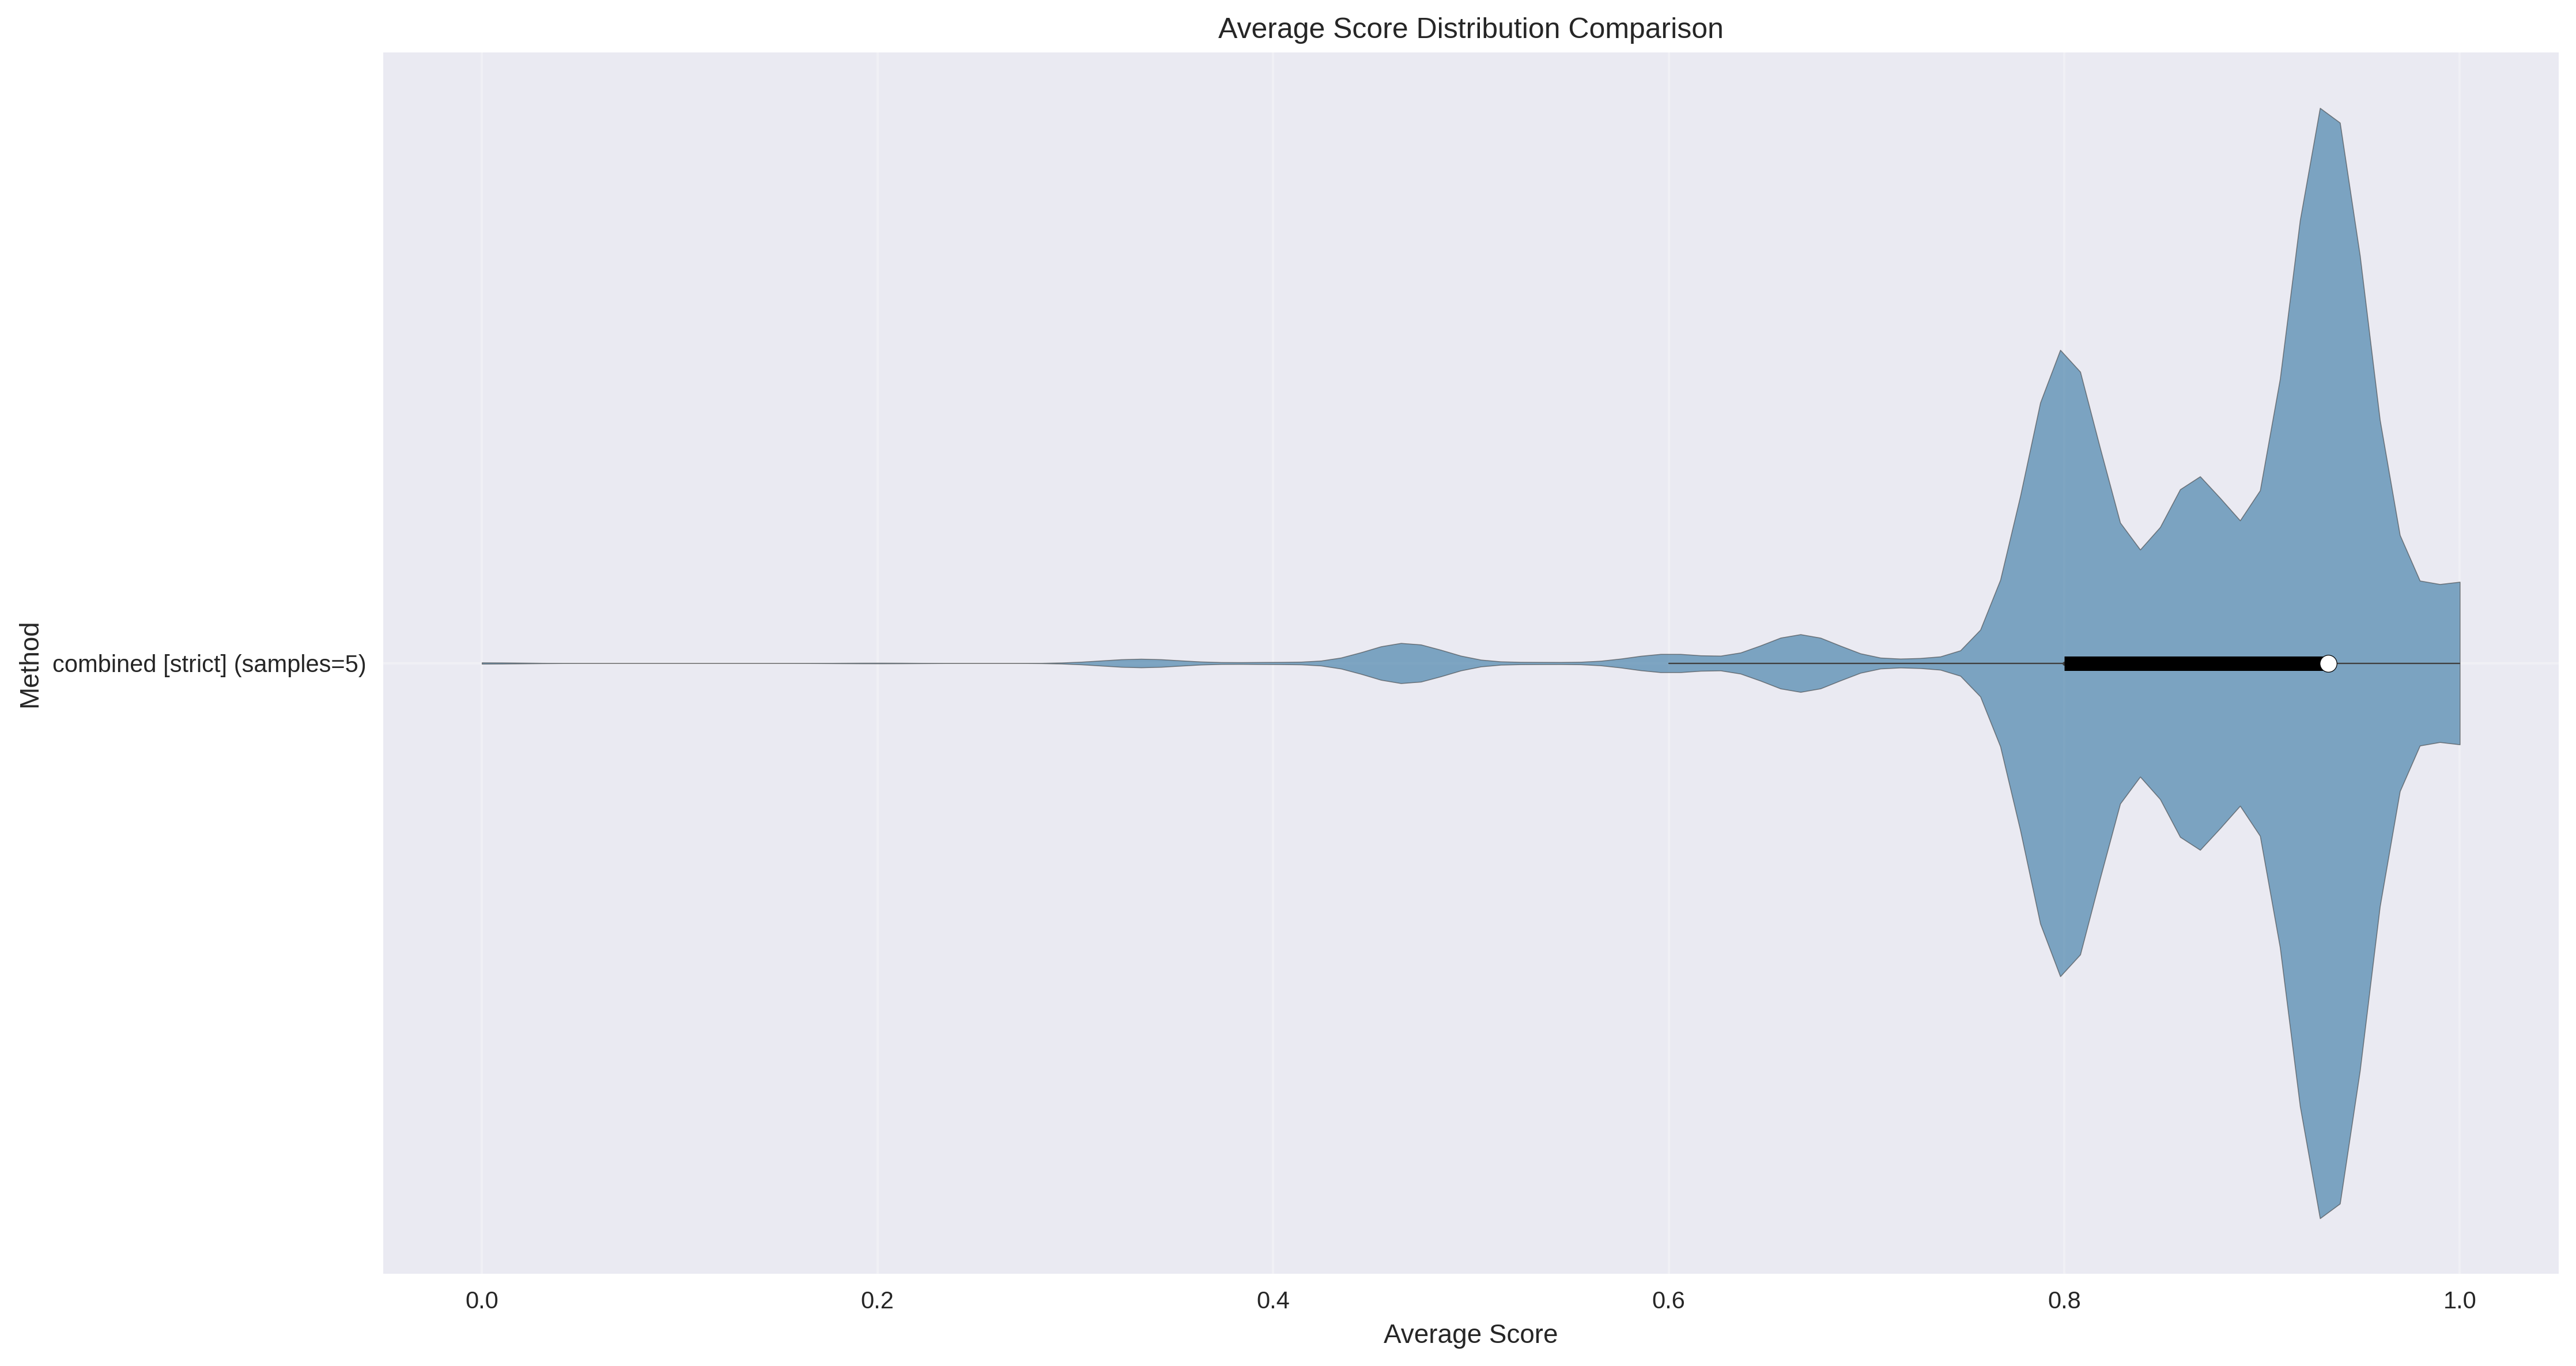 Average Score Distribution Comparison
Method
combined [strict] (samples=5)
0.0 0.2 0.4 0.6 0.8 1.0
Average Score